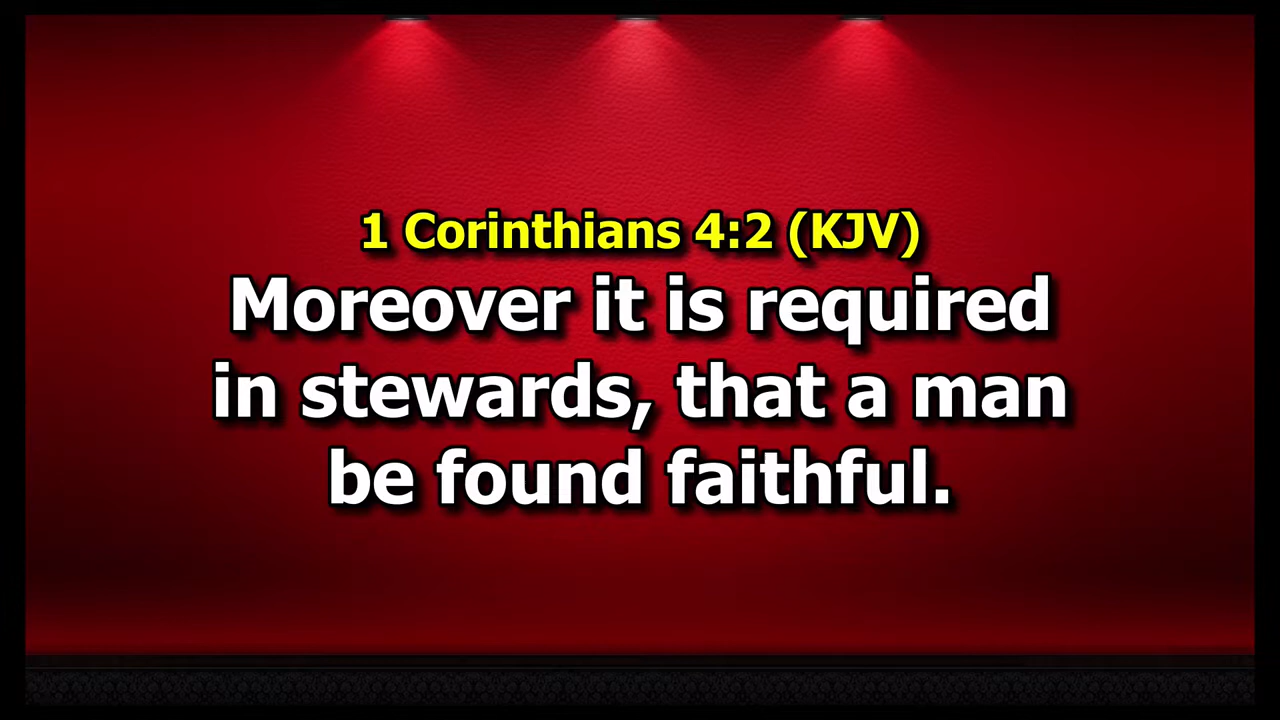 1 Corinthians 4:2 (KJV)
Moreover it is required
in stewards, that a man
be found faithful.